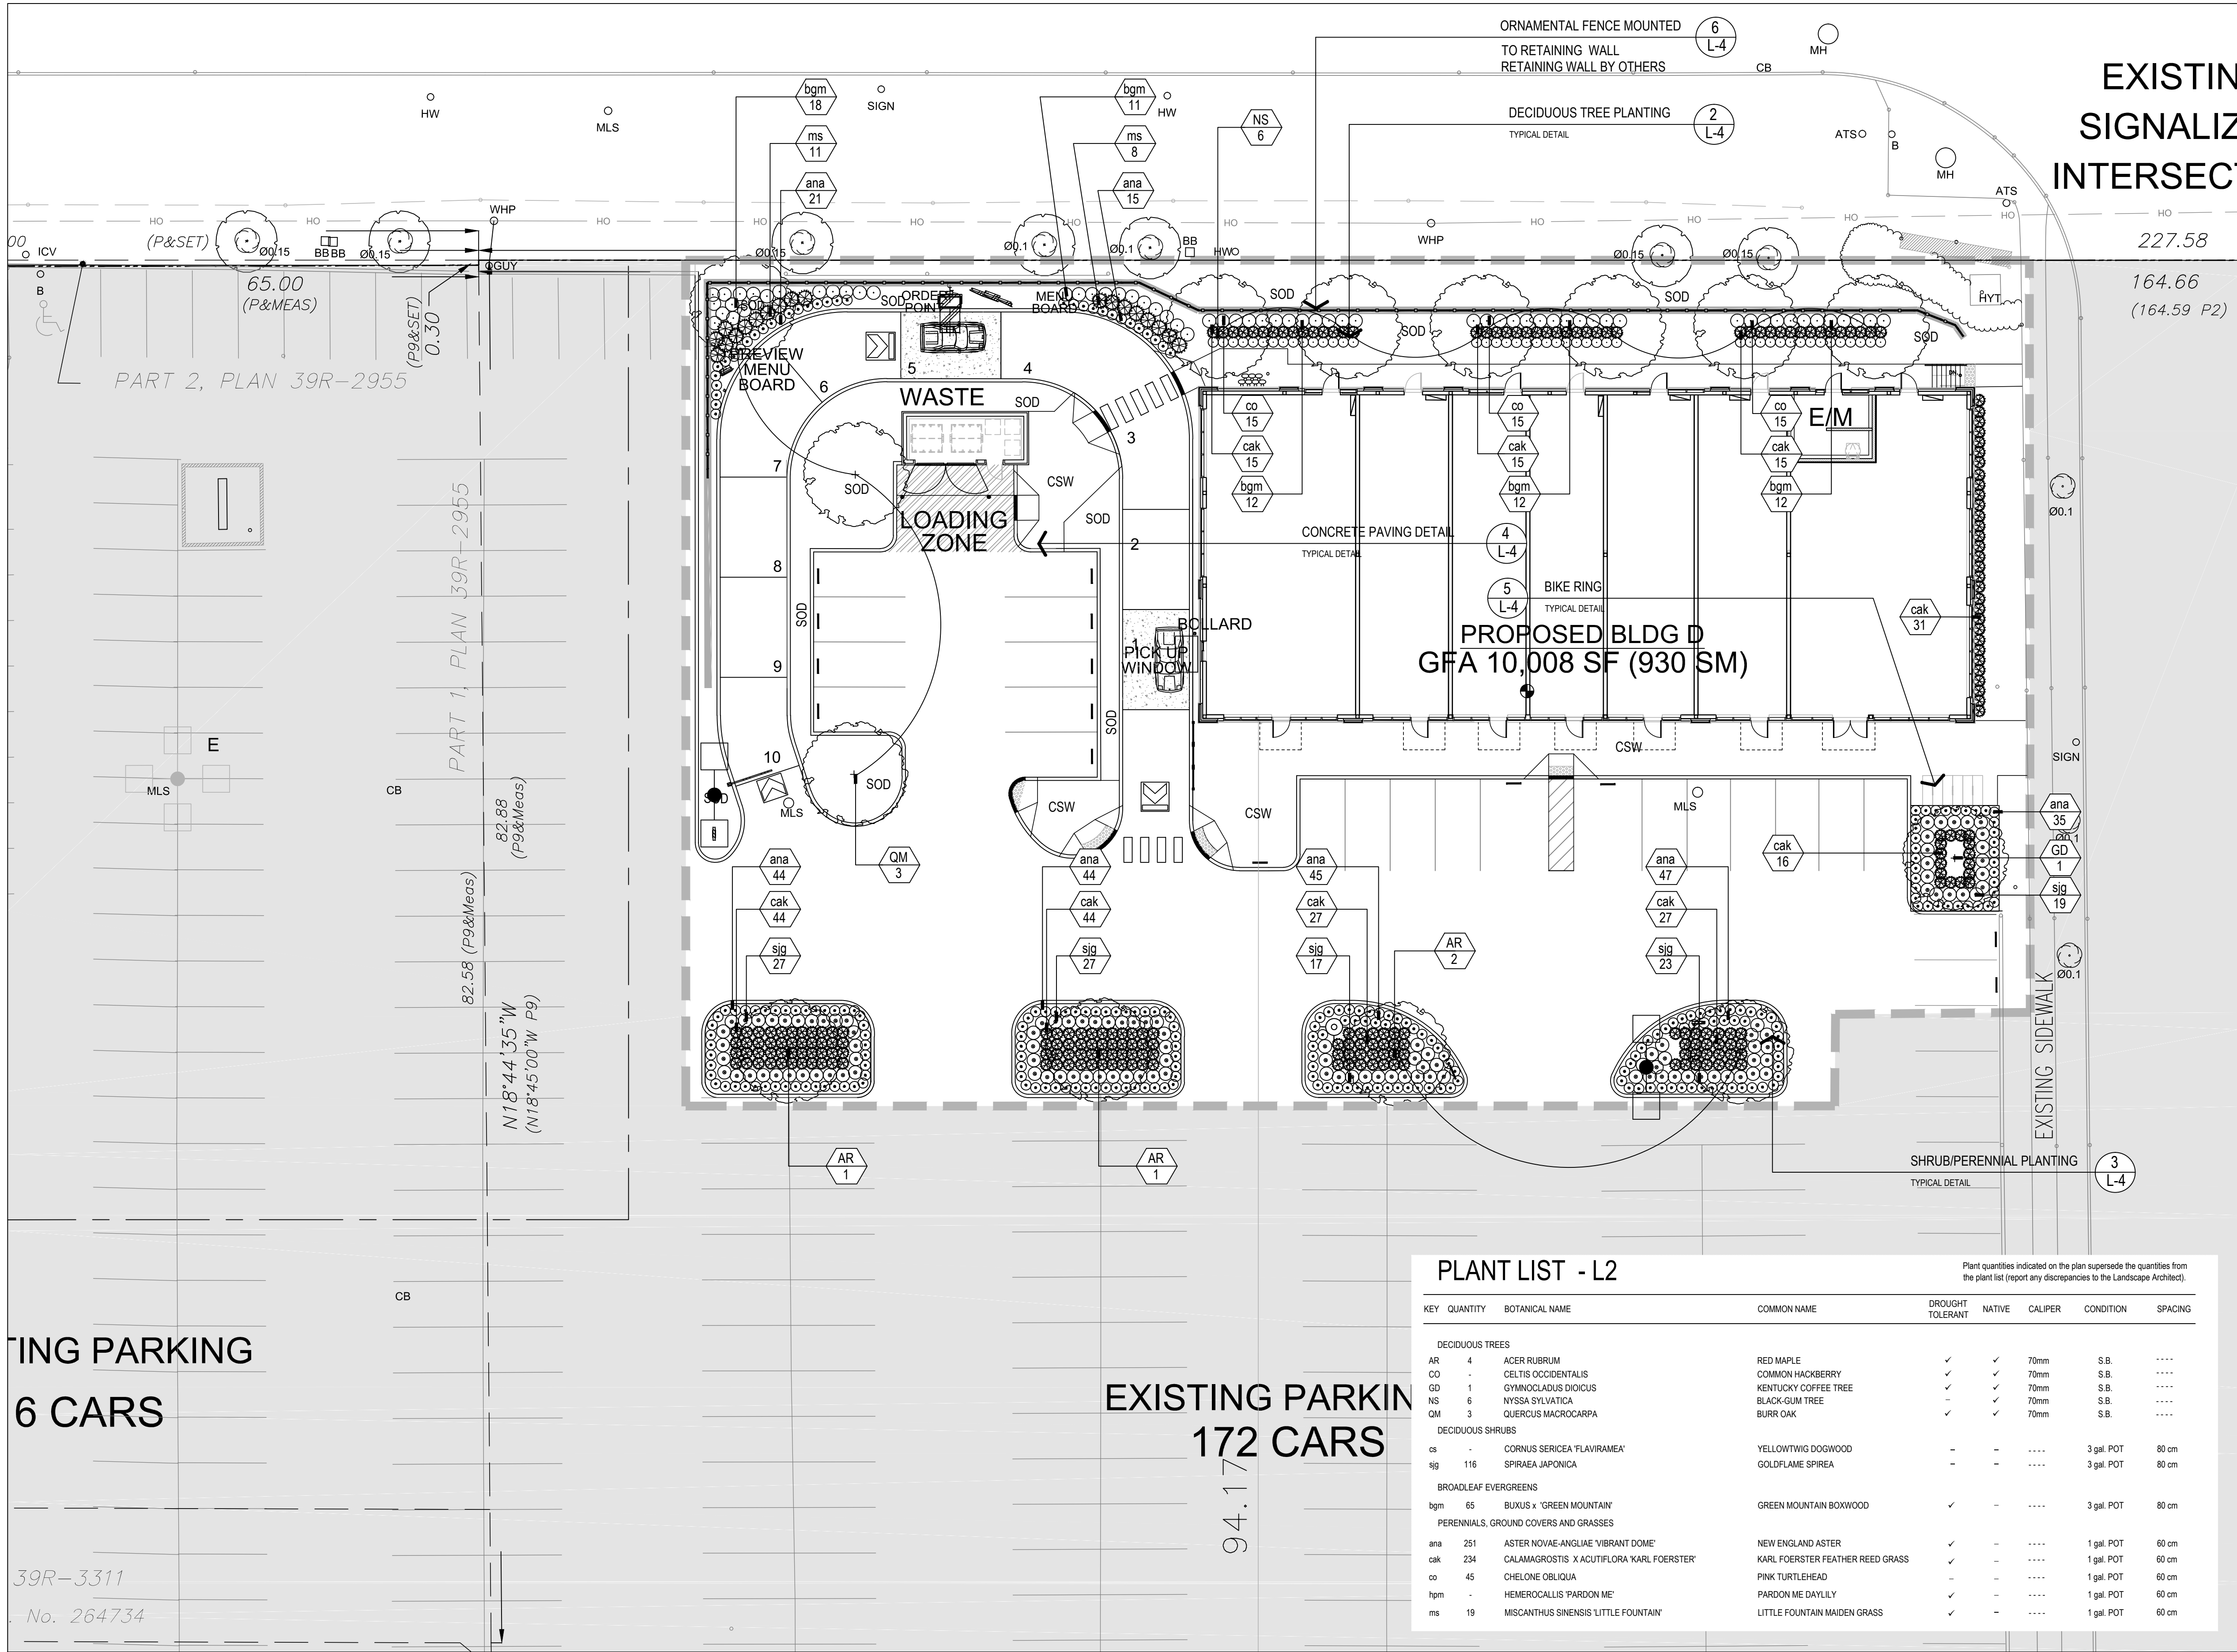 ORNAMENTAL FENCE MOUNTED
TO RETAINING WALL
RETAINING WALL BY OTHERS
6
L-4
MH
CB
EXISTIN
SIGNALIZ
INTERSECT
HW
MLS
bgm
18
SIGN
bgm
11
HW
DECIDUOUS TREE PLANTING
TYPICAL DETAIL
2
L-4
NS
6
ATS
B
MH
ATS
ms
11
ms
8
ana
21
ana
15
WHP
WHP
HO
HO
HO
HO
HO
HO
HO
HO
HO
HO
HO
HO
00
(P&SET)
ICV
BB
BB
Ø0.15
Ø0.15
Ø0.15
Ø0.1
Ø0.1
BB
HW
Ø0.15
Ø0.15
227.58
GUY
B
65.00
(P&MEAS)
(P9&SET)
0.30
164.66
(164.59 P2)
HYT
SOD
SOD
ORDER
POINT
MENU
BOARD
SOD
SOD
SOD
SOD
PART 2, PLAN 39R-2955
PREVIEW
MENU
BOARD
6
5
4
WASTE
SOD
3
co
15
co
15
co
15
E/M
cak
15
cak
15
cak
15
bgm
12
bgm
12
bgm
12
7
SOD
CSW
SOD
LOADING
ZONE
2
CONCRETE PAVING DETAIL
TYPICAL DETAIL
4
L-4
Ø0.1
8
BIKE RING
TYPICAL DETAIL
5
L-4
SOD
cak
31
BOLLARD
1
PICK UP
WINDOW
PROPOSED BLDG D
GFA 10,008 SF (930 SM)
9
PART 1, PLAN 39R-2955
SOD
E
MLS
CB
10
SOD
MLS
SOD
CSW
CSW
CSW
MLS
SIGN
82.88
(P9&Meas)
ana
35
Ø0.1
GD
1
sjg
19
cak
16
ana
44
QM
3
ana
44
ana
45
ana
47
cak
44
cak
44
cak
27
cak
27
sjg
27
sjg
27
sjg
17
AR
2
sjg
23
82.58 (P9&Meas)
Ø0.1
N18°44'35"W
(N18°45'00"W P9)
EXISTING SIDEWALK
AR
1
AR
1
SHRUB/PERENNIAL PLANTING
TYPICAL DETAIL
3
L-4
CB
TING PARKING
6 CARS
EXISTING PARKIN
172 CARS
94.17
39R-3311
. No. 264734
PLANT LIST - L2
Plant quantities indicated on the plan supersede the quantities from
the plant list (report any discrepancies to the Landscape Architect).
KEY QUANTITY BOTANICAL NAME COMMON NAME DROUGHT TOLERANT NATIVE CALIPER CONDITION SPACING
DECIDUOUS TREES
AR 4 ACER RUBRUM RED MAPLE ✓ ✓ 70mm S.B. ----
CO - CELTIS OCCIDENTALIS COMMON HACKBERRY ✓ ✓ 70mm S.B. ----
GD 1 GYMNOCLADUS DIOICUS KENTUCKY COFFEE TREE ✓ ✓ 70mm S.B. ----
NS 6 NYSSA SYLVATICA BLACK-GUM TREE – ✓ 70mm S.B. ----
QM 3 QUERCUS MACROCARPA BURR OAK ✓ ✓ 70mm S.B. ----
DECIDUOUS SHRUBS
cs - CORNUS SERICEA 'FLAVIRAMEA' YELLOWTWIG DOGWOOD – – ---- 3 gal. POT 80 cm
sjg 116 SPIRAEA JAPONICA GOLDFLAME SPIREA – – ---- 3 gal. POT 80 cm
BROADLEAF EVERGREENS
bgm 65 BUXUS x 'GREEN MOUNTAIN' GREEN MOUNTAIN BOXWOOD ✓ – ---- 3 gal. POT 80 cm
PERENNIALS, GROUND COVERS AND GRASSES
ana 251 ASTER NOVAE-ANGLIAE 'VIBRANT DOME' NEW ENGLAND ASTER ✓ – ---- 1 gal. POT 60 cm
cak 234 CALAMAGROSTIS X ACUTIFLORA 'KARL FOERSTER' KARL FOERSTER FEATHER REED GRASS ✓ – ---- 1 gal. POT 60 cm
co 45 CHELONE OBLIQUA PINK TURTLEHEAD – – ---- 1 gal. POT 60 cm
hpm - HEMEROCALLIS 'PARDON ME' PARDON ME DAYLILY ✓ – ---- 1 gal. POT 60 cm
ms 19 MISCANTHUS SINENSIS 'LITTLE FOUNTAIN' LITTLE FOUNTAIN MAIDEN GRASS ✓ – ---- 1 gal. POT 60 cm